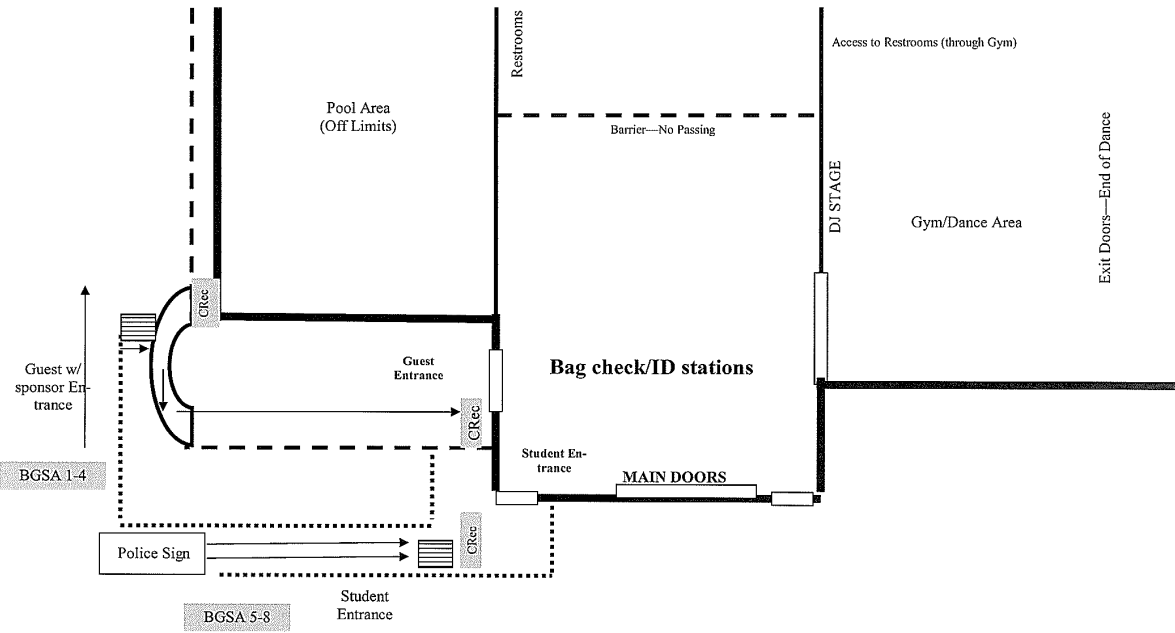 Restrooms
Access to Restrooms (through Gym)
Pool Area
(Off Limits)
Barrier—No Passing
DJ STAGE
Gym/Dance Area
Exit Doors—End of Dance
CRec
Guest w/
sponsor En-
trance
Guest
Entrance
Bag check/ID stations
CRec
BGSA 1-4
Student En-
trance
MAIN DOORS
Police Sign
CRec
Student
Entrance
BGSA 5-8